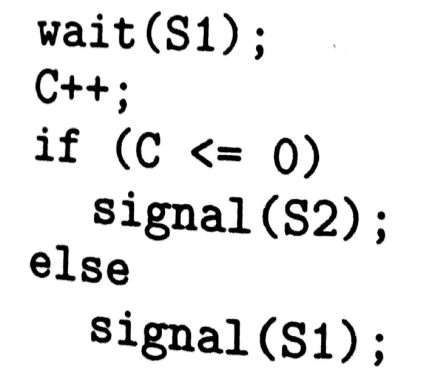 wait(S1);
C++;
if (C <= 0)
signal(S2);
else
signal(S1);